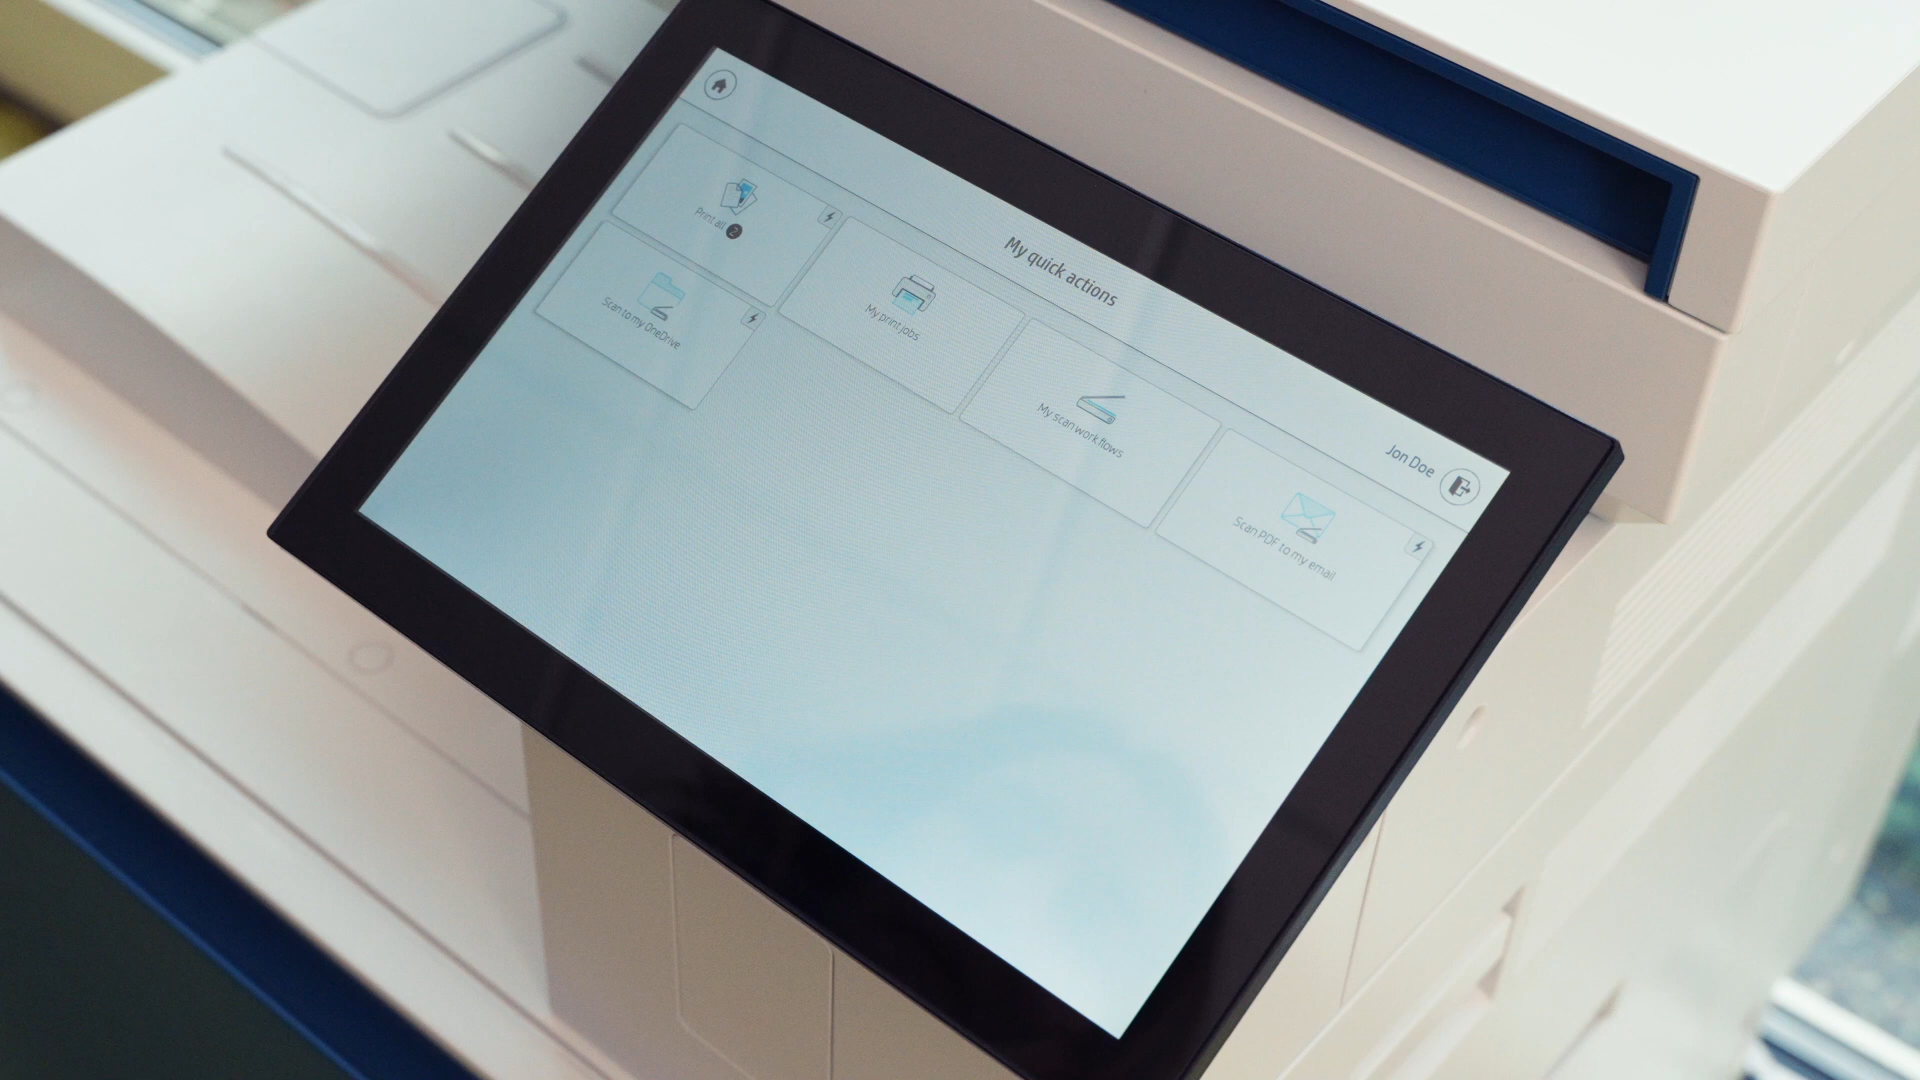 My quick actions
Jon Doe
Print all 2
My print jobs
My scan workflows
Scan PDF to my email
Scan to my OneDrive